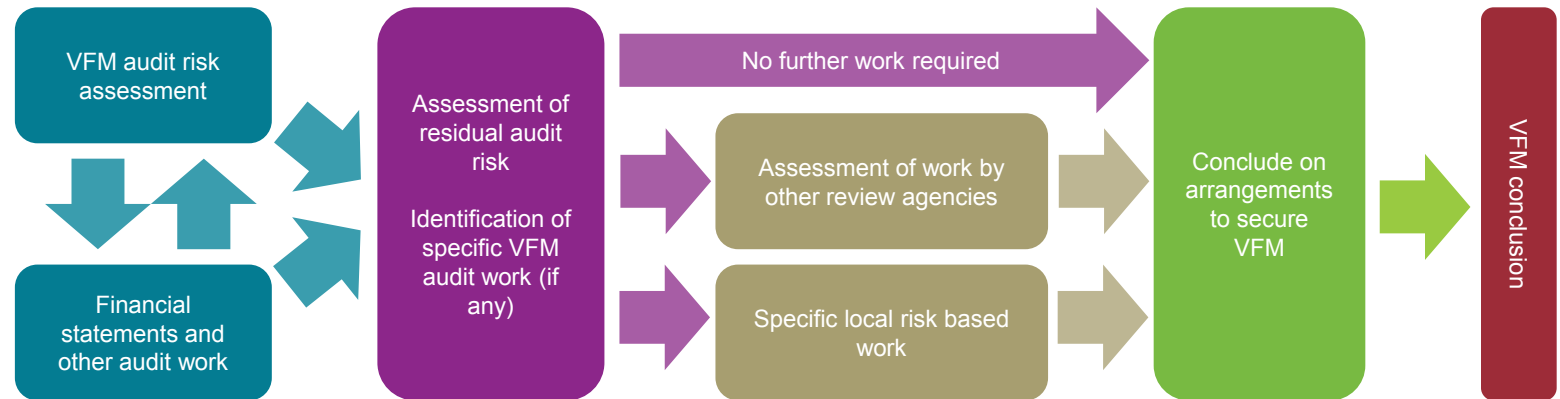 VFM audit risk
assessment
Financial
statements and
other audit work
Assessment of
residual audit
risk
Identification of
specific VFM
audit work (if
any)
No further work required
Assessment of work by
other review agencies
Specific local risk based
work
Conclude on
arrangements
to secure
VFM
VFM conclusion